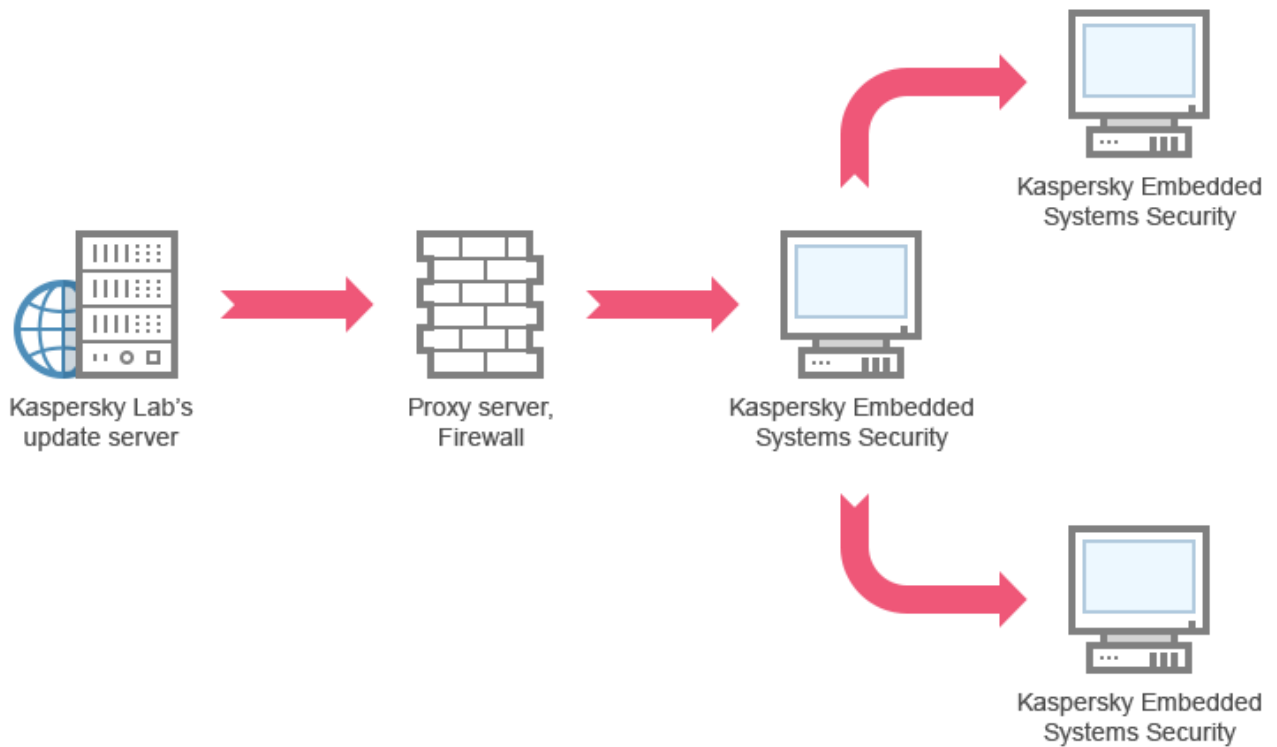 Kaspersky Embedded
Systems Security
Kaspersky Lab’s
update server
Proxy server,
Firewall
Kaspersky Embedded
Systems Security
Kaspersky Embedded
Systems Security